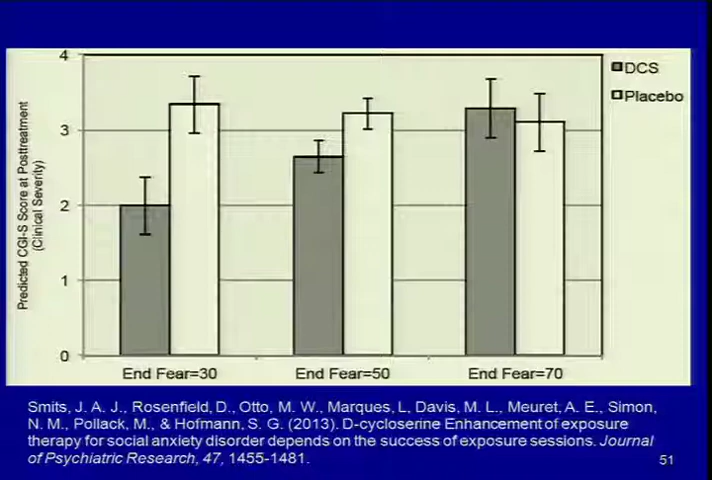 4
DCS
Placebo
3
2
1
0
Predicted CGI-S Score at Posttreatment
(Clinical Severity)
End Fear=30
End Fear=50
End Fear=70
Smits, J. A. J., Rosenfield, D., Otto, M. W., Marques, L, Davis, M. L., Meuret, A. E., Simon,
N. M., Pollack, M., & Hofmann, S. G. (2013). D-cycloserine Enhancement of exposure
therapy for social anxiety disorder depends on the success of exposure sessions. Journal
of Psychiatric Research, 47, 1455-1481.
51